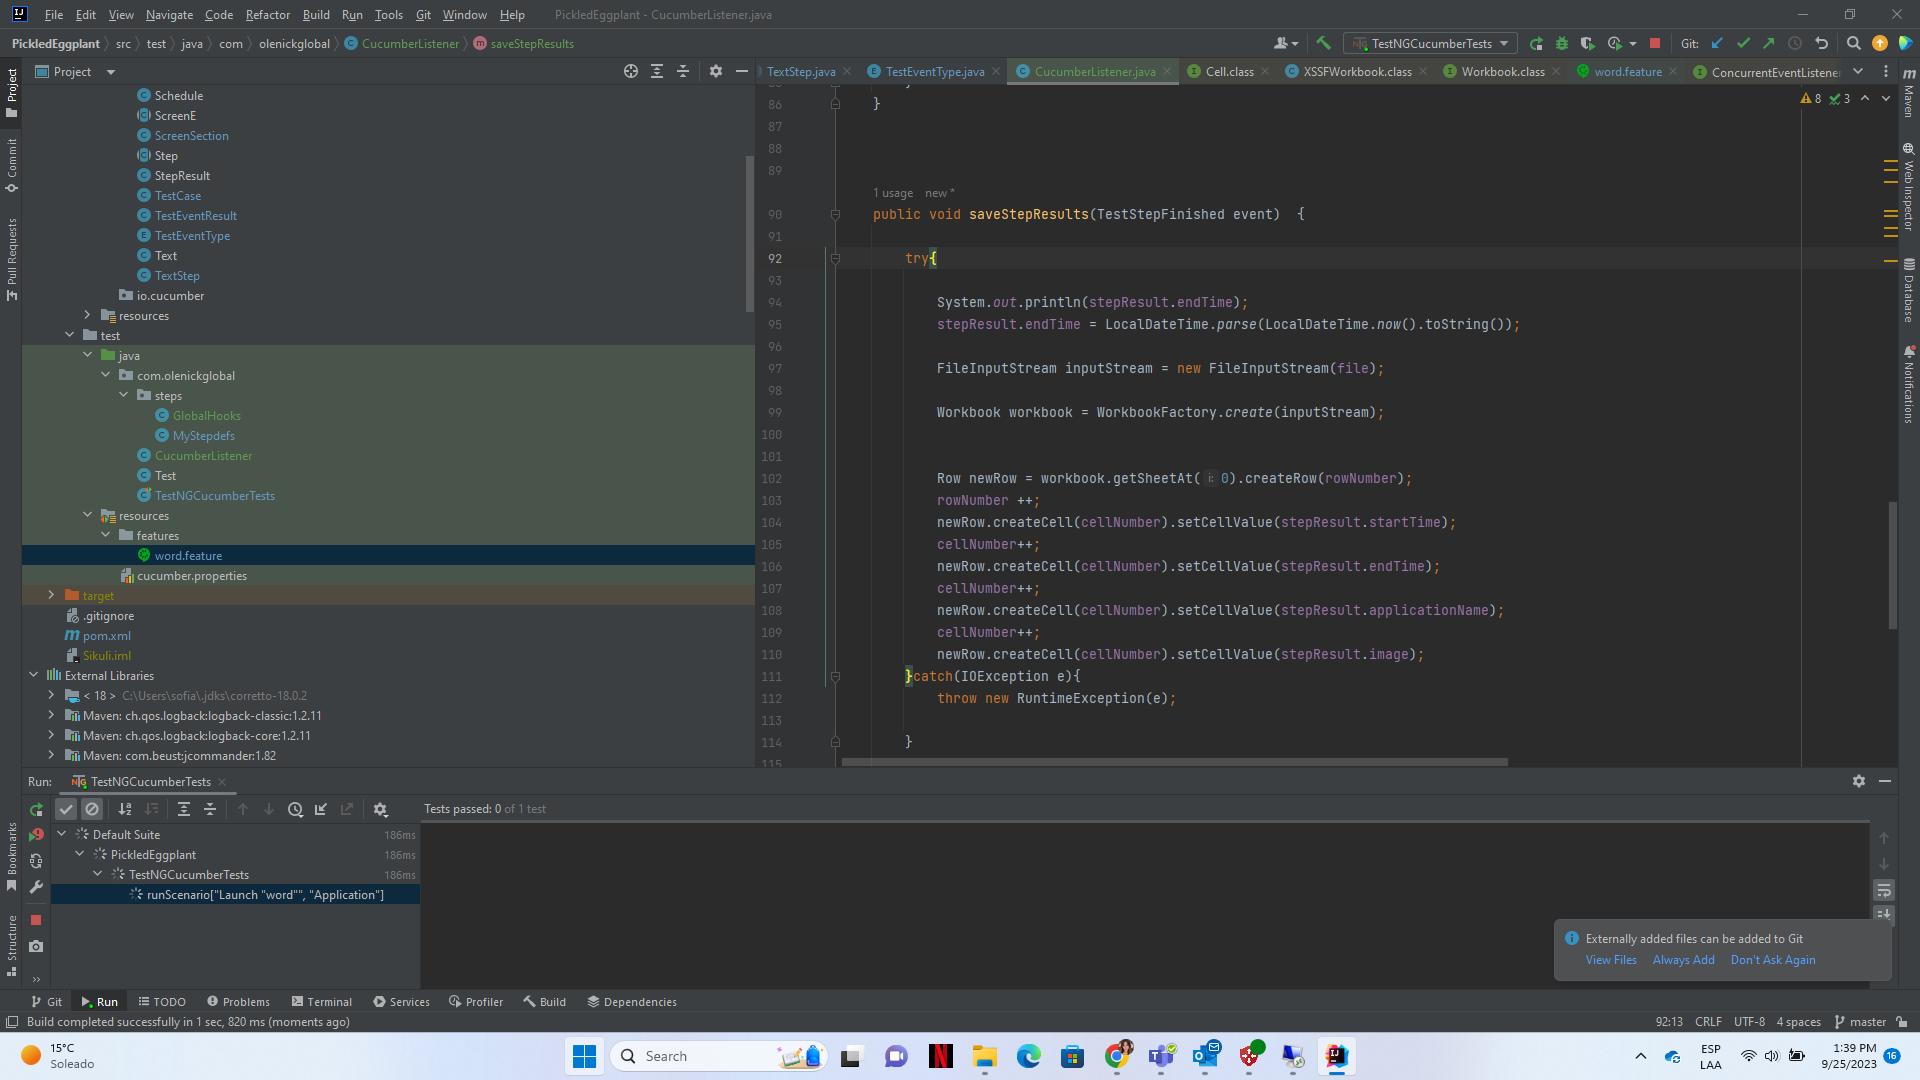 File Edit View Navigate Code Refactor Build Run Tools Git Window Help PickledEggplant - CucumberListener.java
PickledEggplant src test java com olenickglobal CucumberListener saveStepResults TestNGCucumberTests Git:
Project TextStep.java TestEventType.java CucumberListener.java Cell.class XSSFWorkbook.class Workbook.class word.feature ConcurrentEventListene
Project
Commit
Pull Requests
Bookmarks
Structure
Schedule
ScreenE
ScreenSection
Step
StepResult
TestCase
TestEventResult
TestEventType
Text
TextStep
io.cucumber
resources
test
java
com.olenickglobal
steps
GlobalHooks
MyStepdefs
CucumberListener
Test
TestNGCucumberTests
resources
features
word.feature
cucumber.properties
target
.gitignore
pom.xml
Sikuli.iml
External Libraries
< 18 > C:\Users\sofia\.jdks\corretto-18.0.2
Maven: ch.qos.logback:logback-classic:1.2.11
Maven: ch.qos.logback:logback-core:1.2.11
Maven: com.beust:jcommander:1.82
8 3
86 }
87
88
89
1 usage new *
90 public void saveStepResults(TestStepFinished event) {
91
92 try{
93
94 System.out.println(stepResult.endTime);
95 stepResult.endTime = LocalDateTime.parse(LocalDateTime.now().toString());
96
97 FileInputStream inputStream = new FileInputStream(file);
98
99 Workbook workbook = WorkbookFactory.create(inputStream);
100
101
102 Row newRow = workbook.getSheetAt( i: 0).createRow(rowNumber);
103 rowNumber ++;
104 newRow.createCell(cellNumber).setCellValue(stepResult.startTime);
105 cellNumber++;
106 newRow.createCell(cellNumber).setCellValue(stepResult.endTime);
107 cellNumber++;
108 newRow.createCell(cellNumber).setCellValue(stepResult.applicationName);
109 cellNumber++;
110 newRow.createCell(cellNumber).setCellValue(stepResult.image);
111 }catch(IOException e){
112 throw new RuntimeException(e);
113
114 }
115
Maven
Web Inspector
Database
Notifications
Run: TestNGCucumberTests
Tests passed: 0 of 1 test
Default Suite 186ms
PickledEggplant 186ms
TestNGCucumberTests 186ms
runScenario["Launch "word"", "Application"]
Externally added files can be added to Git
View Files Always Add Don't Ask Again
Git Run TODO Problems Terminal Services Profiler Build Dependencies
Build completed successfully in 1 sec, 820 ms (moments ago) 92:13 CRLF UTF-8 4 spaces master
15°C
Soleado
Search
ESP
LAA
1:39 PM
9/25/2023
16